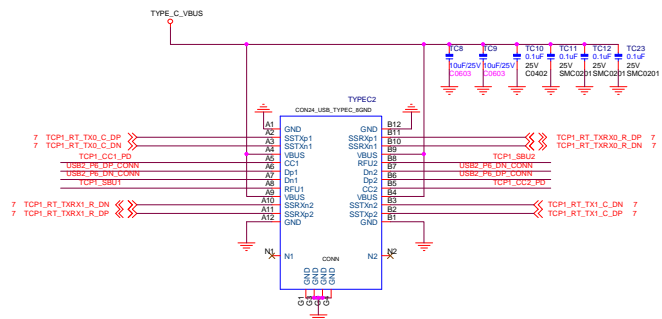 TYPE_C_VBUS
TC8 TC9 TC10 TC11 TC12 TC23
10uF/25V 10uF/25V 0.1uF 0.1uF 0.1uF 0.1uF
25V 25V 25V 25V
C0603 C0603 C0402 SMC0201 SMC0201 SMC0201
TYPEC2
CON24_USB_TYPEC_8GND
A1 GND GND B12
7 TCP1_RT_TX0_C_DP A2 SSTXp1 SSRXp1 B11 TCP1_RT_TXRX0_R_DP 7
7 TCP1_RT_TX0_C_DN A3 SSTXn1 SSRXn1 B10 TCP1_RT_TXRX0_R_DN 7
A4 VBUS VBUS B9
TCP1_CC1_PD A5 CC1 RFU2 B8 TCP1_SBU2
USB2_P6_DP_CONN A6 Dp1 Dn2 B7 USB2_P6_DN_CONN
USB2_P6_DN_CONN A7 Dn1 Dp2 B6 USB2_P6_DP_CONN
TCP1_SBU1 A8 RFU1 CC2 B5 TCP1_CC2_PD
A9 VBUS VBUS B4
7 TCP1_RT_TXRX1_R_DN A10 SSRXn2 SSTXn2 B3 TCP1_RT_TX1_C_DN 7
7 TCP1_RT_TXRX1_R_DP A11 SSRXp2 SSTXp2 B2 TCP1_RT_TX1_C_DP 7
A12 GND GND B1
N1 N1 CONN N2 N2
GND GND GND GND
G1 G3